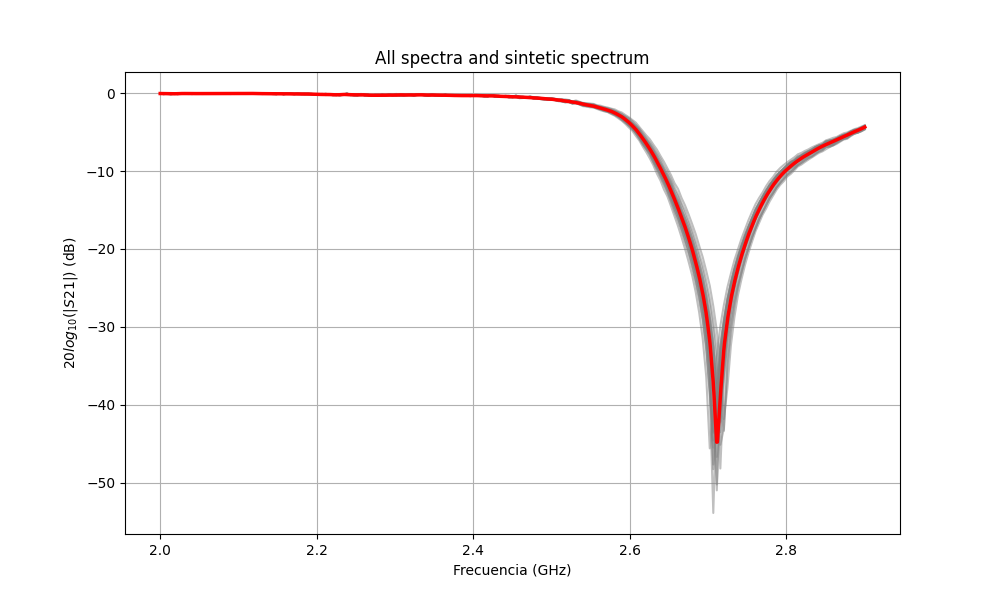 All spectra and sintetic spectrum
0
−10
−20
−30
−40
−50
20log₁₀(|S21|) (dB)
2.0 2.2 2.4 2.6 2.8
Frecuencia (GHz)